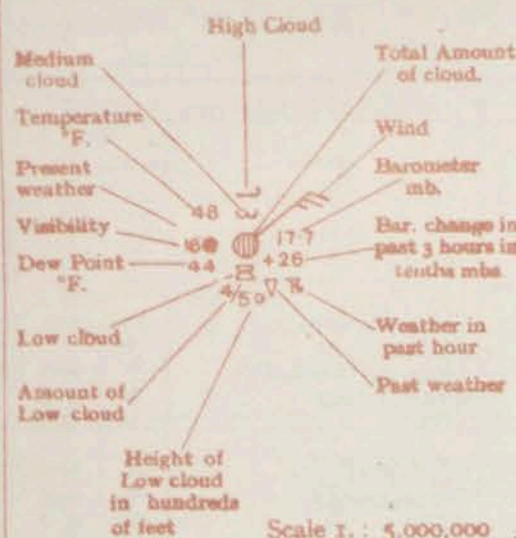 High Cloud
Medium
cloud
Total Amount
of cloud.
Temperature
°F.
Wind
Present
weather
Barometer
mb.
Visibility
Bar. change in
past 3 hours in
tenths mbs
Dew Point
°F.
48
17.7
+26
44
4/50
Low cloud
Weather in
past hour
Amount of
Low cloud
Past weather
Height of
Low cloud
in hundreds
of feet
Scale 1. : 5,000,000